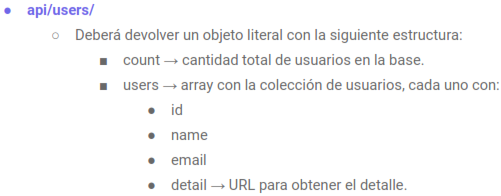 ● api/users/
○ Deberá devolver un objeto literal con la siguiente estructura:
■ count → cantidad total de usuarios en la base.
■ users → array con la colección de usuarios, cada uno con:
● id
● name
● email
● detail → URL para obtener el detalle.